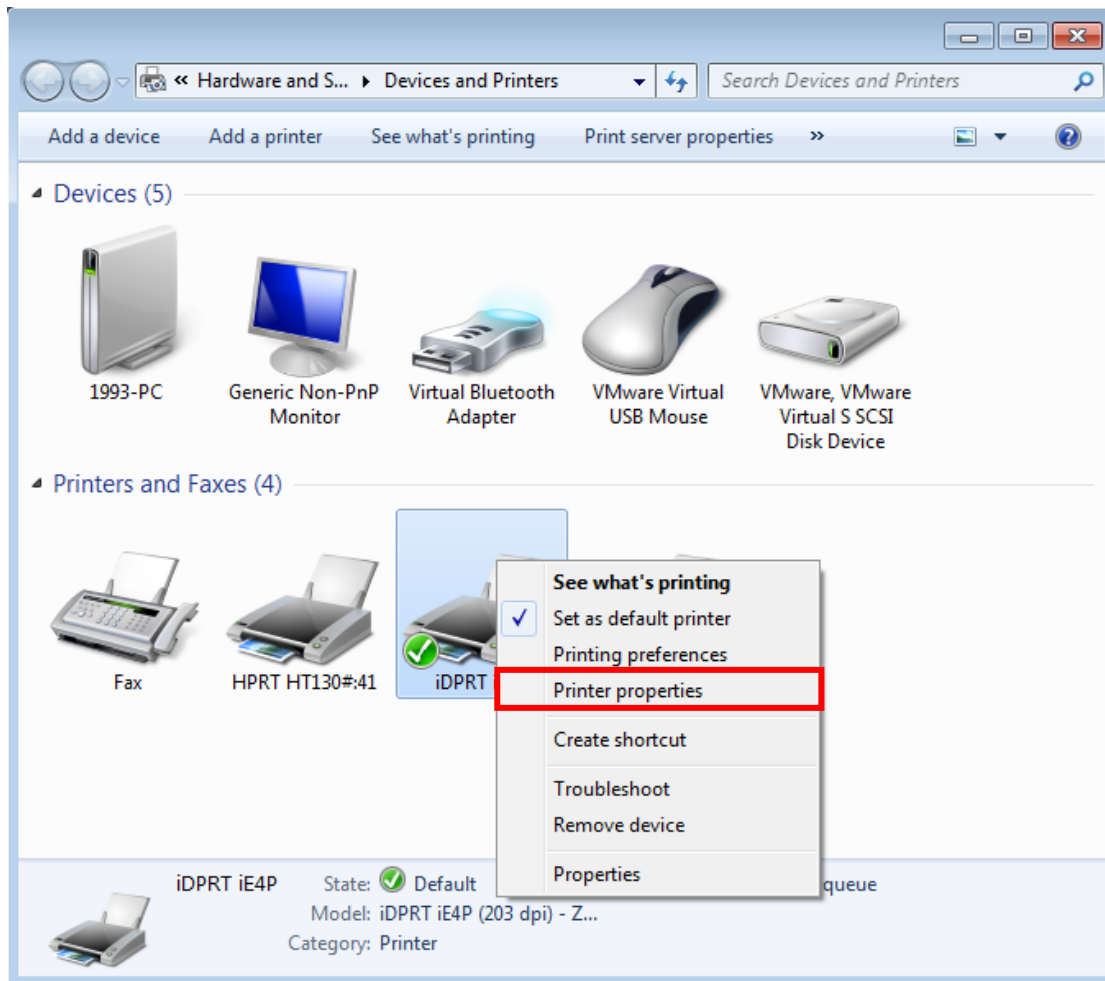 « Hardware and S... ▸ Devices and Printers
Search Devices and Printers
Add a device Add a printer See what's printing Print server properties »
Devices (5)
1993-PC
Generic Non-PnP
Monitor
Virtual Bluetooth
Adapter
VMware Virtual
USB Mouse
VMware, VMware
Virtual S SCSI
Disk Device
Printers and Faxes (4)
Fax
HPRT HT130#:41
iDPRT
See what's printing
Set as default printer
Printing preferences
Printer properties
Create shortcut
Troubleshoot
Remove device
Properties
iDPRT iE4P State: Default queue
Model: iDPRT iE4P (203 dpi) - Z...
Category: Printer